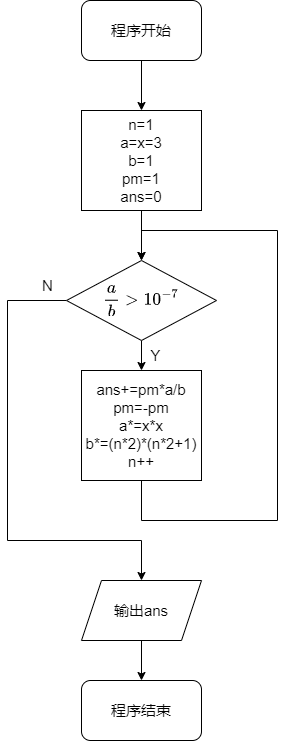 程序开始
n=1
a=x=3
b=1
pm=1
ans=0
N
a/b > 10^{-7}
Y
ans+=pm*a/b
pm=-pm
a*=x*x
b*=(n*2)*(n*2+1)
n++
输出ans
程序结束